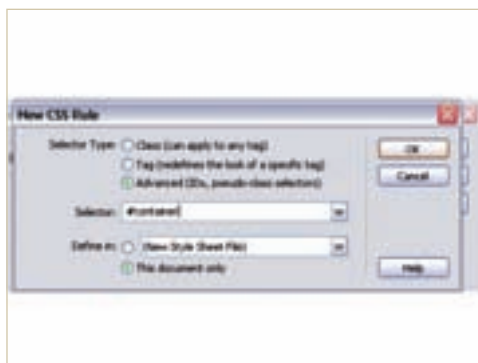 New CSS Rule
Selector Type: Class (can apply to any tag)
Tag (redefines the look of a specific tag)
Advanced (IDs, pseudo-class selectors)
Selector: #container
Define in: (New Style Sheet File)
This document only
OK
Cancel
Help